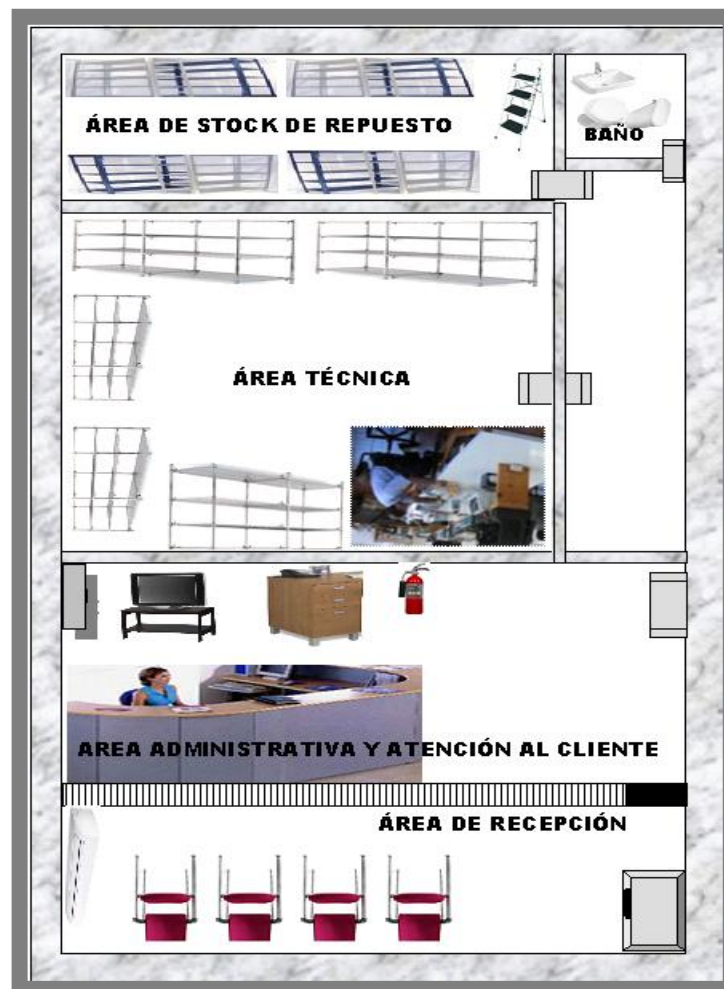 ÁREA DE STOCK DE REPUESTO
BAÑO
ÁREA TÉCNICA
AREA ADMINISTRATIVA Y ATENCIÓN AL CLIENTE
ÁREA DE RECEPCIÓN